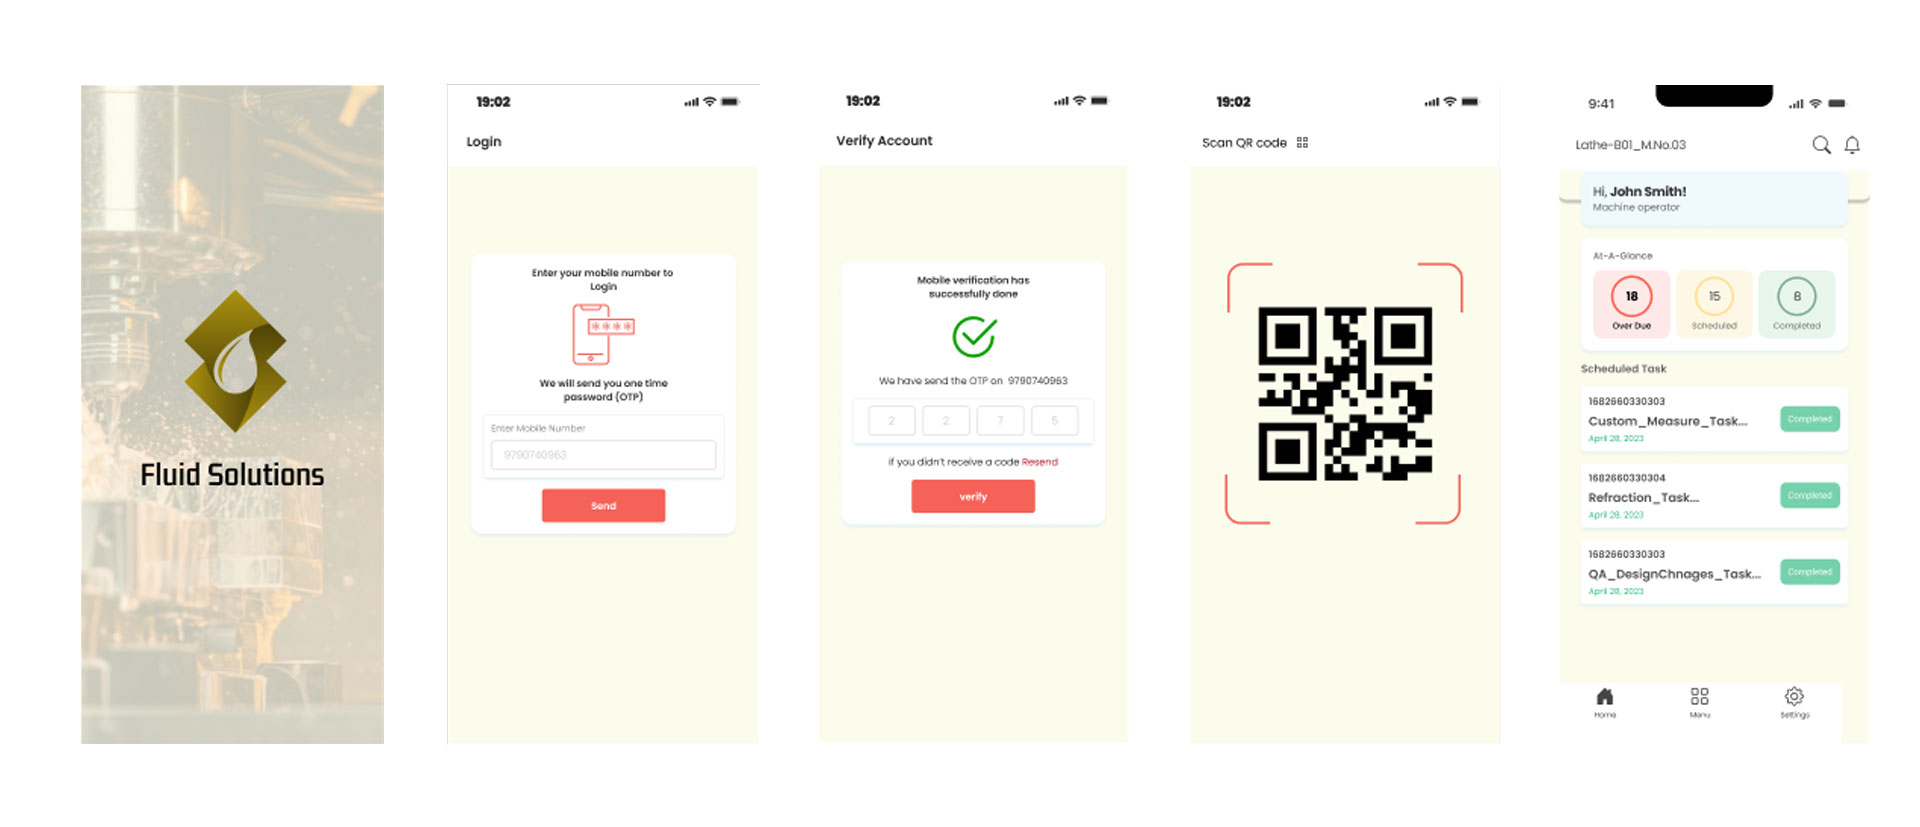 Fluid Solutions
19:02
Login
Enter your mobile number to
Login
****
We will send you one time
password (OTP)
Enter Mobile Number
9790740963
Send
19:02
Verify Account
Mobile verification has
successfully done
We have send the OTP on 9790740963
2 2 7 5
if you didn't receive a code Resend
verify
19:02
Scan QR code
9:41
Lathe-B01_M.No.03
Hi, John Smith!
Machine operator
At-A-Glance
18 15 8
Over Due Scheduled Completed
Scheduled Task
1682660330303
Custom_Measure_Task...
Completed
April 28, 2023
1682660330304
Refraction_Task...
Completed
April 28, 2023
1682660330303
QA_DesignChnages_Task...
Completed
April 28, 2023
Home Menu Settings